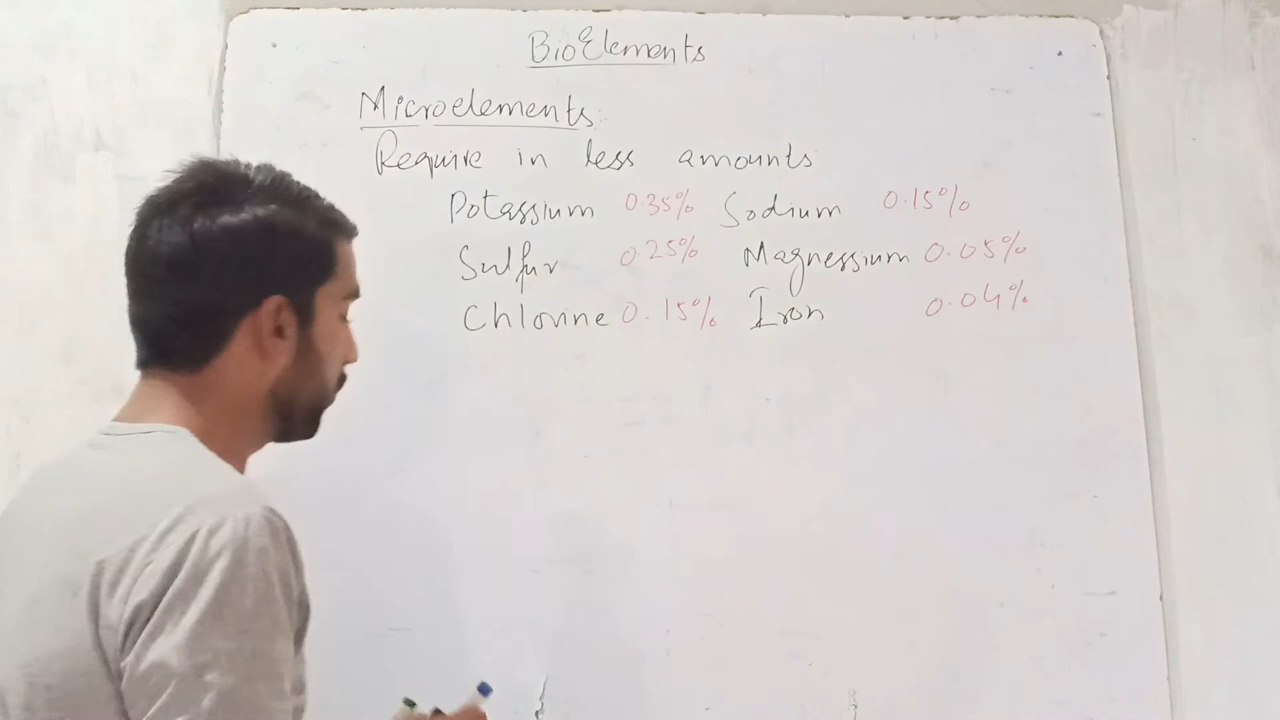 BioElements
Microelements
Require in less amounts
Potassium 0.35% Sodium 0.15%
Sulfur 0.25% Magnessium 0.05%
Chlorine 0.15% Iron 0.04%